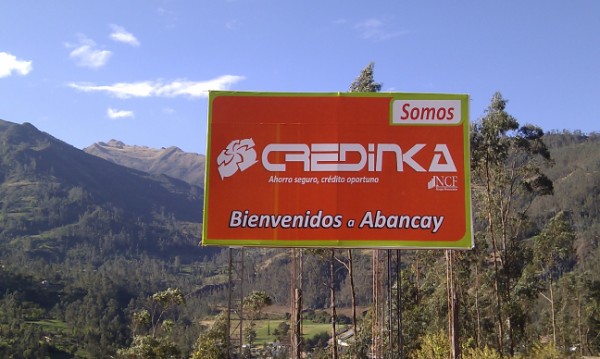 Somos
CREDINKA
Ahorro seguro, crédito oportuno
NCF
Bienvenidos a Abancay